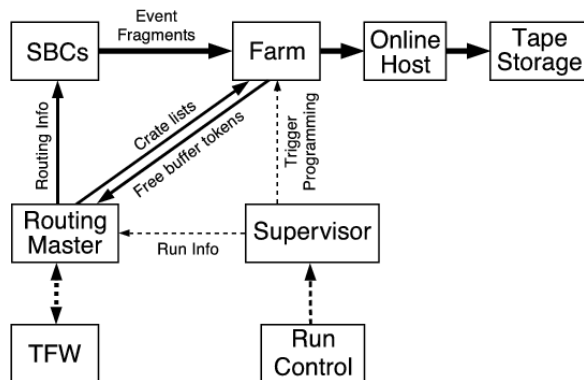 Event
Fragments
SBCs
Farm
Online
Host
Tape
Storage
Routing Info
Crate lists
Free buffer tokens
Trigger
Programming
Routing
Master
Run Info
Supervisor
TFW
Run
Control